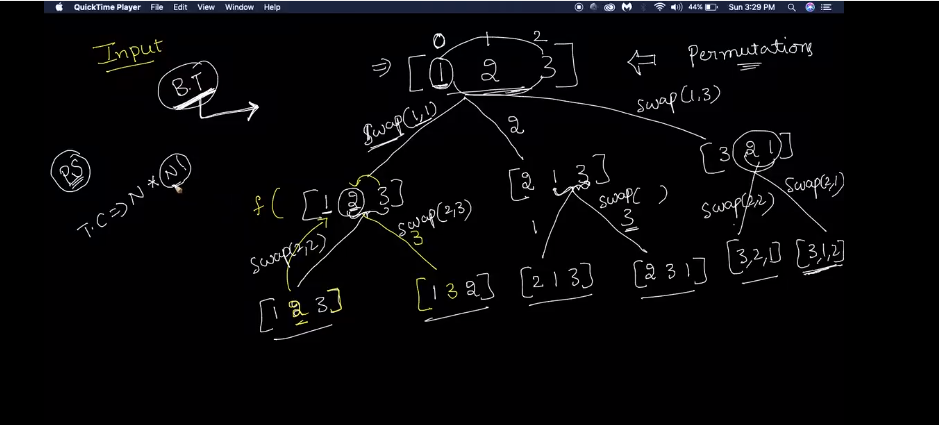 QuickTime Player File Edit View Window Help
44% Sun 3:29 PM
Input
B.T
0 1 2
⇒ [ 1 2 3 ]
⇐ Permutations
swap(1,1)
2
swap(1,3)
PS
T.C ⇒ N * N!
f( [ 1 2 3 ]
[ 2 1 3 ]
[ 3 2 1 ]
swap(2,2)
swap(2,3)
3
1
swap( )
3
swap(2,2)
swap(2,1)
[ 1 2 3 ]
[ 1 3 2 ]
[ 2 1 3 ]
[ 2 3 1 ]
[3,2,1]
[3,1,2]